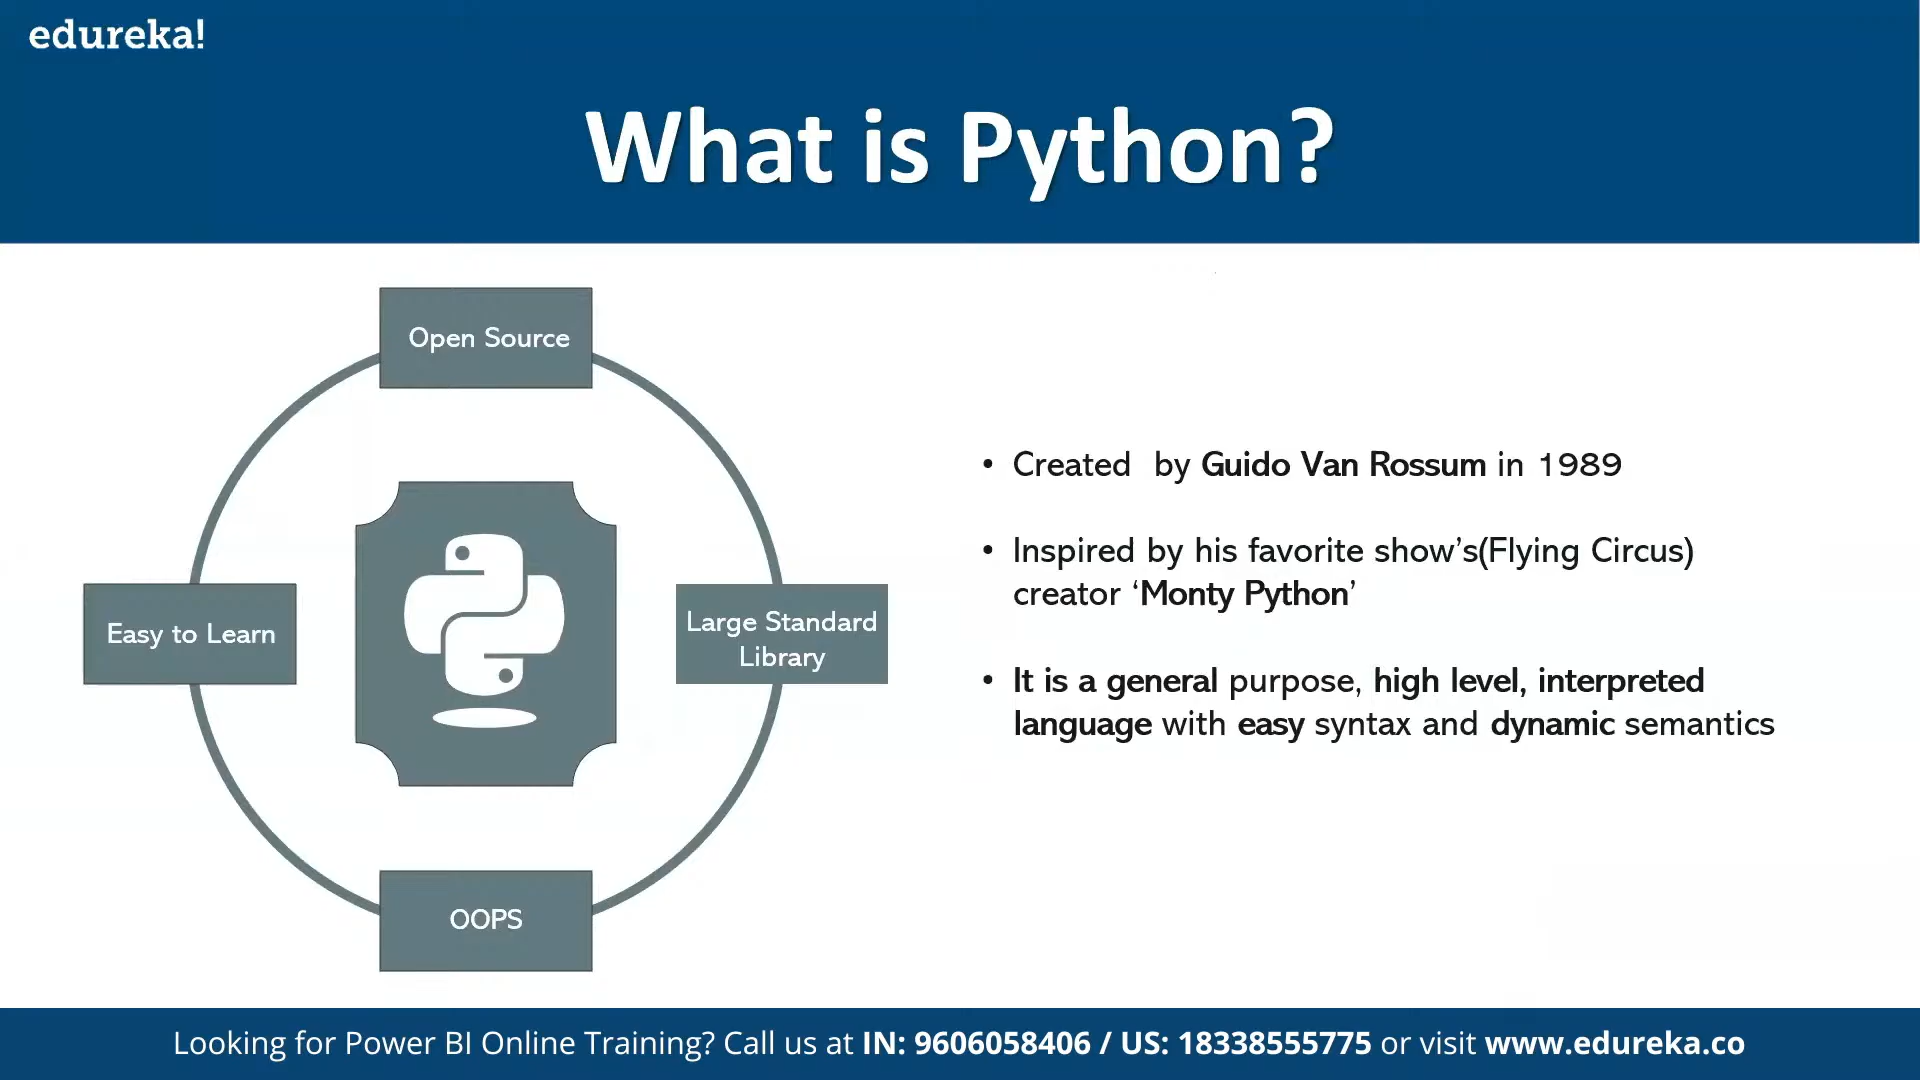 edureka!
What is Python?
Open Source
Easy to Learn
Large Standard
Library
OOPS
• Created  by Guido Van Rossum in 1989
• Inspired by his favorite show’s(Flying Circus)
creator ‘Monty Python’
• It is a general purpose, high level, interpreted
language with easy syntax and dynamic semantics
Looking for Power BI Online Training? Call us at IN: 9606058406 / US: 18338555775 or visit www.edureka.co